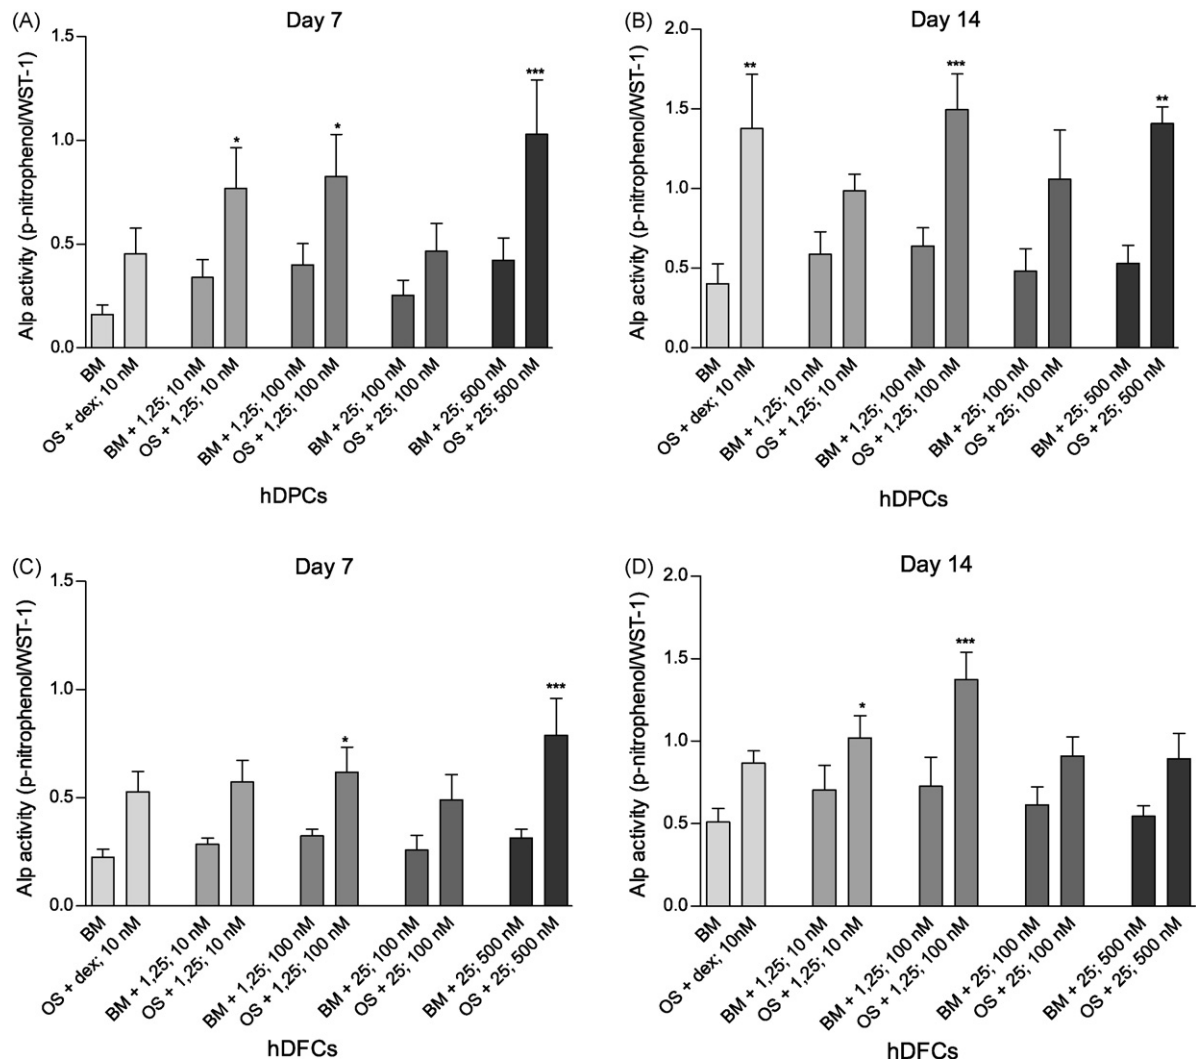 (A)
Day 7
Alp activity (p-nitrophenol/WST-1)
1.5
1.0
0.5
0.0
*
*
***
BM
OS + dex; 10 nM
BM + 1,25; 10 nM
OS + 1,25; 10 nM
BM + 1,25; 100 nM
OS + 1,25; 100 nM
BM + 25; 100 nM
OS + 25; 100 nM
BM + 25; 500 nM
OS + 25; 500 nM
hDPCs
(B)
Day 14
Alp activity (p-nitrophenol/WST-1)
2.0
1.5
1.0
0.5
0.0
**
***
**
BM
OS + dex; 10 nM
BM + 1,25; 10 nM
OS + 1,25; 10 nM
BM + 1,25; 100 nM
OS + 1,25; 100 nM
BM + 25; 100 nM
OS + 25; 100 nM
BM + 25; 500 nM
OS + 25; 500 nM
hDPCs
(C)
Day 7
Alp activity (p-nitrophenol/WST-1)
1.5
1.0
0.5
0.0
*
***
BM
OS + dex; 10 nM
BM + 1,25; 10 nM
OS + 1,25; 10 nM
BM + 1,25; 100 nM
OS + 1,25; 100 nM
BM + 25; 100 nM
OS + 25; 100 nM
BM + 25; 500 nM
OS + 25; 500 nM
hDFCs
(D)
Day 14
Alp activity (p-nitrophenol/WST-1)
2.0
1.5
1.0
0.5
0.0
*
***
BM
OS + dex; 10nM
BM + 1,25; 10 nM
OS + 1,25; 10 nM
BM + 1,25; 100 nM
OS + 1,25; 100 nM
BM + 25; 100 nM
OS + 25; 100 nM
BM + 25; 500 nM
OS + 25; 500 nM
hDFCs